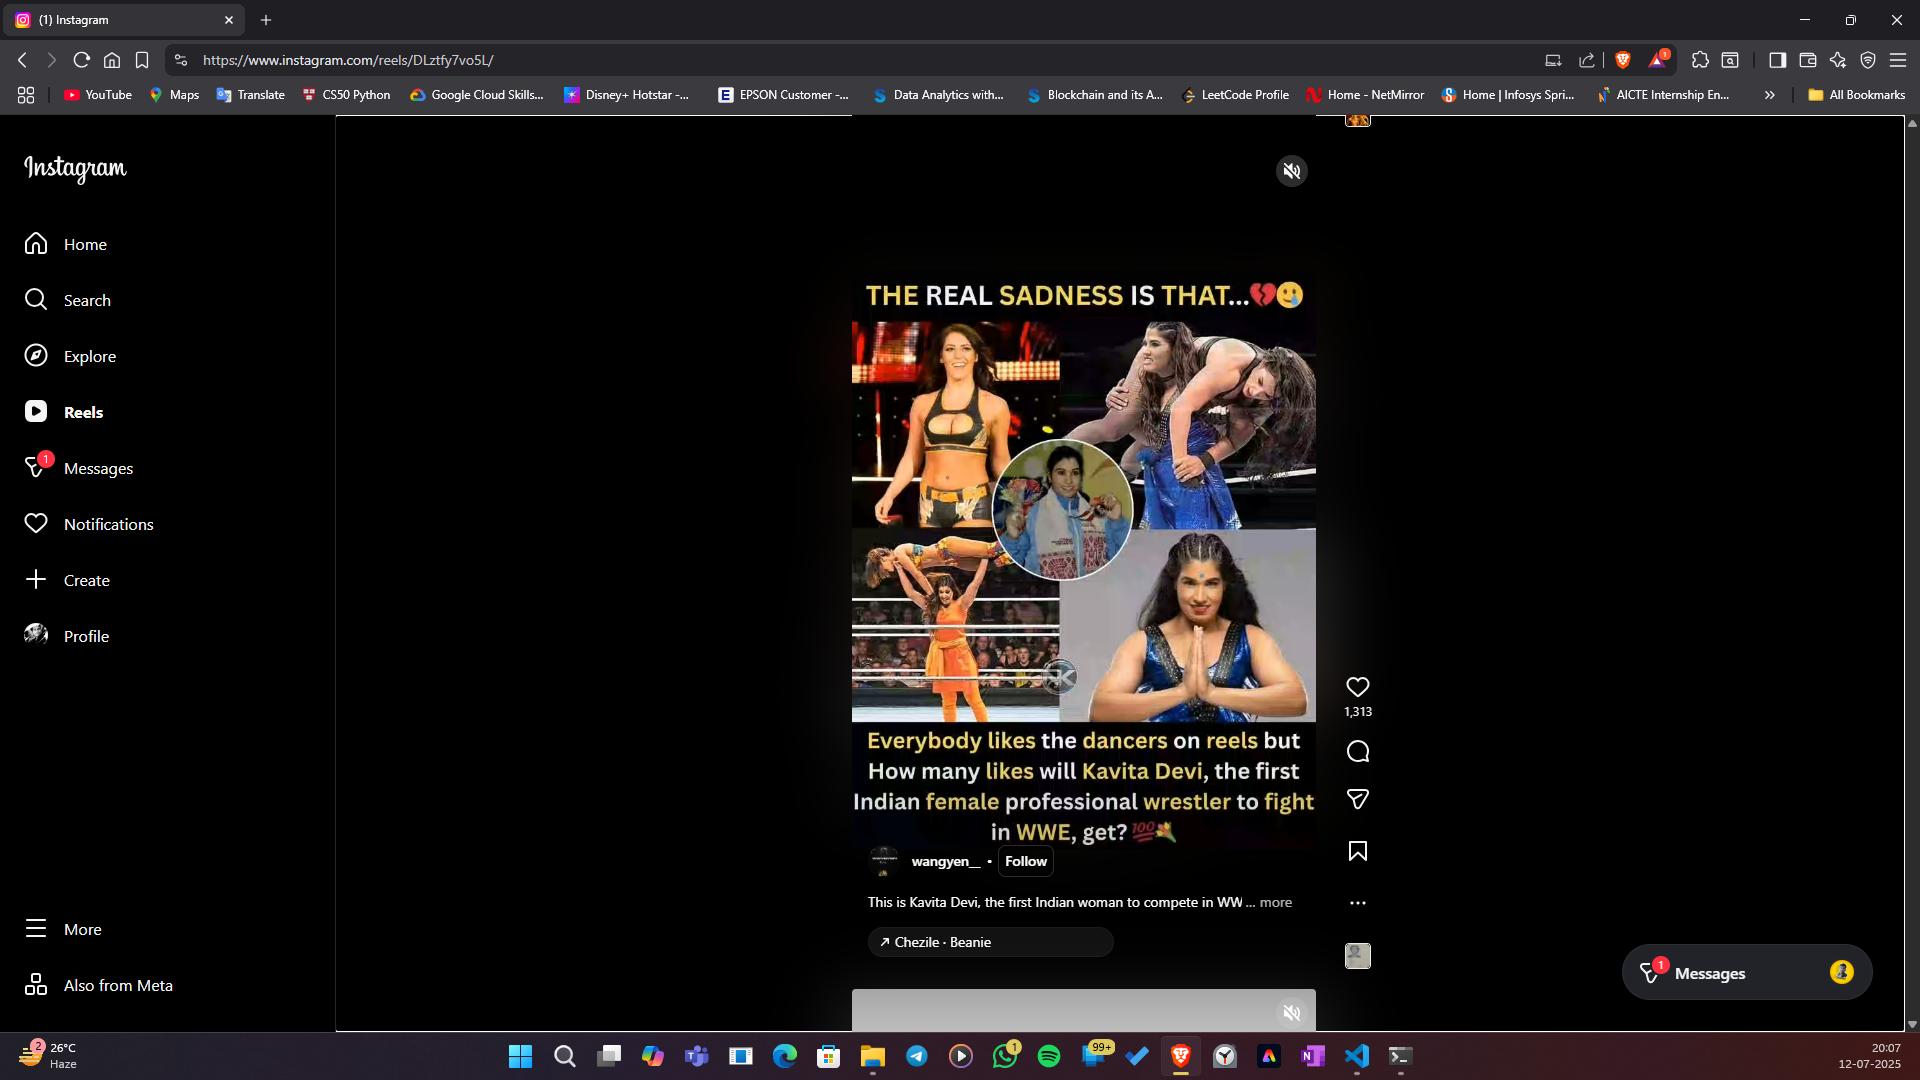 (1) Instagram
https://www.instagram.com/reels/DLztfy7vo5L/
1
YouTube
Maps
Translate
CS50 Python
Google Cloud Skills...
Disney+ Hotstar -...
EPSON Customer -...
Data Analytics with...
Blockchain and its A...
LeetCode Profile
Home - NetMirror
Home | Infosys Spri...
AICTE Internship En...
All Bookmarks
Instagram
Home
Search
Explore
Reels
1
Messages
Notifications
Create
Profile
More
Also from Meta
THE REAL SADNESS IS THAT...💔🥲
Everybody likes the dancers on reels but
How many likes will Kavita Devi, the first
Indian female professional wrestler to fight
in WWE, get? 💯🎉
wangyen__ • Follow
This is Kavita Devi, the first Indian woman to compete in WW ... more
Chezile · Beanie
1,313
1
Messages
2
26°C
Haze
1
99+
20:07
12-07-2025